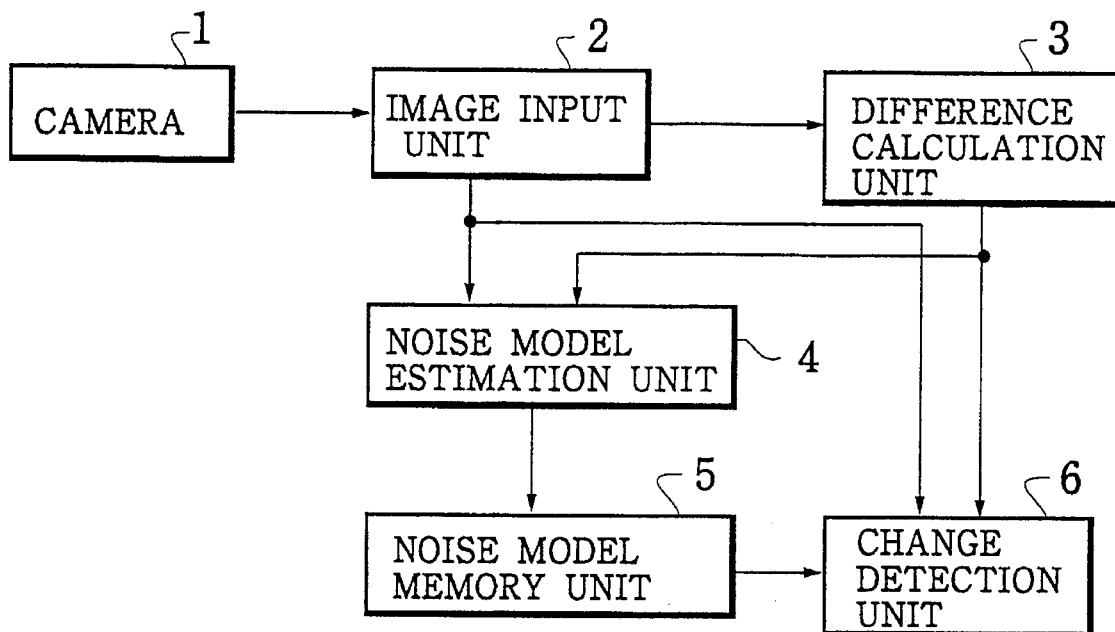 1
CAMERA
2
IMAGE INPUT
UNIT
3
DIFFERENCE
CALCULATION
UNIT
NOISE MODEL
ESTIMATION UNIT
4
5
NOISE MODEL
MEMORY UNIT
6
CHANGE
DETECTION
UNIT